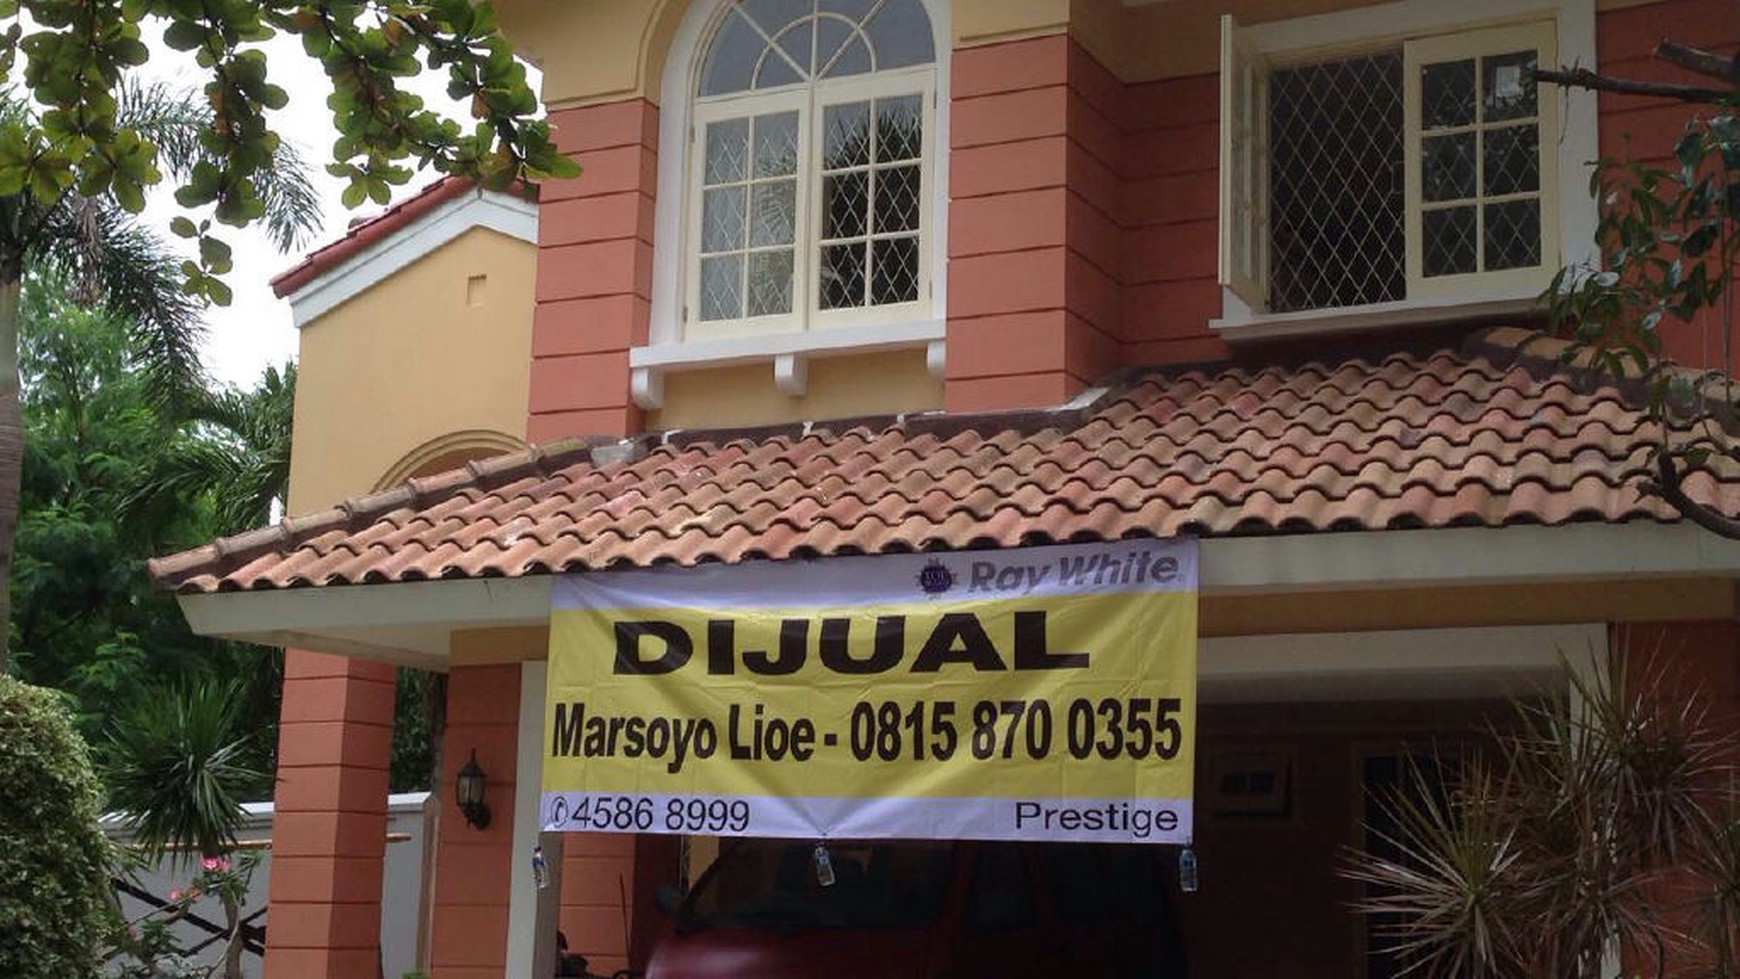 Ray White
DIJUAL
Marsoyo Lioe - 0815 870 0355
✆4586 8999 Prestige